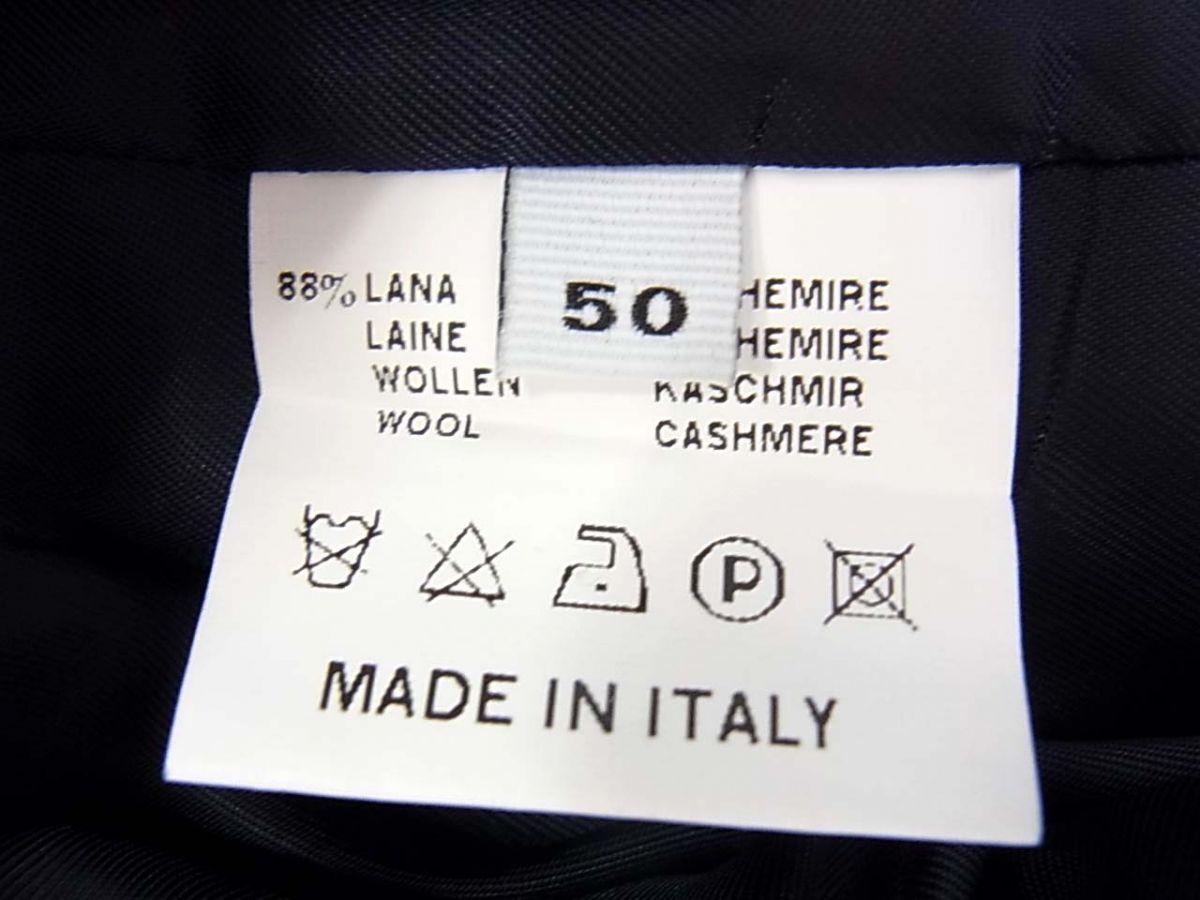 88% LANA
LAINE
WOLLEN
WOOL
50
HEMIRE
HEMIRE
KASCHMIR
CASHMERE
P
MADE IN ITALY